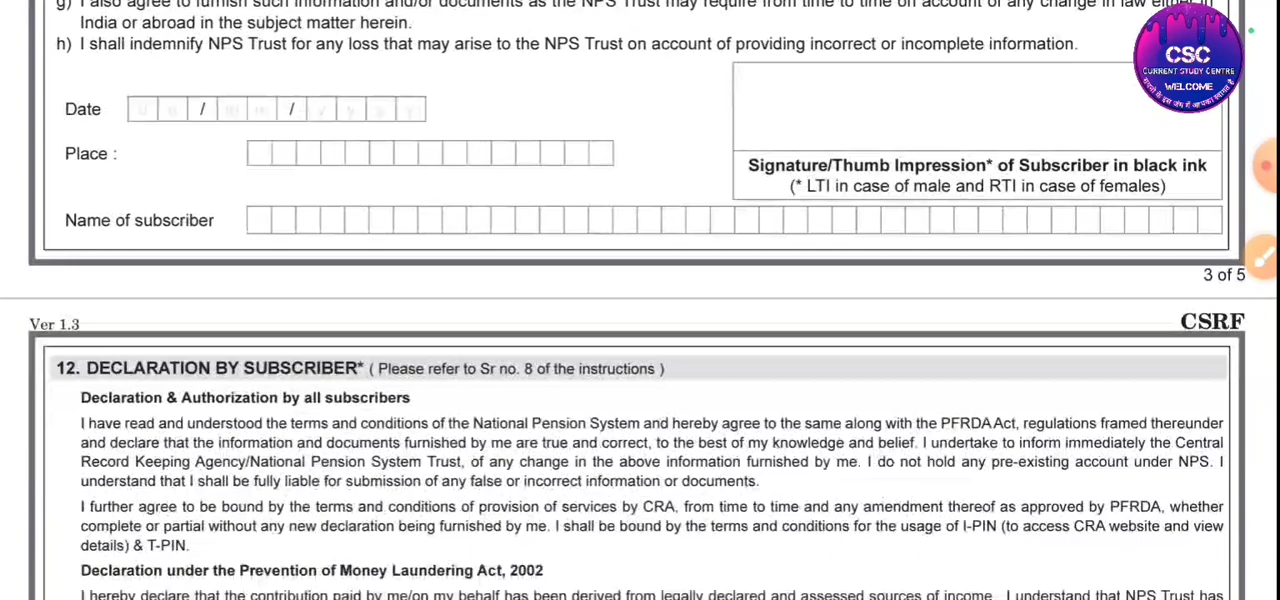 g) I also agree to furnish such information and/or documents as the NPS Trust may require from time to time on account of any change in law either in
India or abroad in the subject matter herein.
h) I shall indemnify NPS Trust for any loss that may arise to the NPS Trust on account of providing incorrect or incomplete information.
CSC
CURRENT STUDY CENTRE
WELCOME
Date d d / m m / y y y y
Place :
Signature/Thumb Impression* of Subscriber in black ink
(* LTI in case of male and RTI in case of females)
Name of subscriber
3 of 5
Ver 1.3
CSRF
12. DECLARATION BY SUBSCRIBER* ( Please refer to Sr no. 8 of the instructions )
Declaration & Authorization by all subscribers
I have read and understood the terms and conditions of the National Pension System and hereby agree to the same along with the PFRDA Act, regulations framed thereunder
and declare that the information and documents furnished by me are true and correct, to the best of my knowledge and belief. I undertake to inform immediately the Central
Record Keeping Agency/National Pension System Trust, of any change in the above information furnished by me. I do not hold any pre-existing account under NPS. I
understand that I shall be fully liable for submission of any false or incorrect information or documents.
I further agree to be bound by the terms and conditions of provision of services by CRA, from time to time and any amendment thereof as approved by PFRDA, whether
complete or partial without any new declaration being furnished by me. I shall be bound by the terms and conditions for the usage of I-PIN (to access CRA website and view
details) & T-PIN.
Declaration under the Prevention of Money Laundering Act, 2002
I hereby declare that the contribution paid by me/on my behalf has been derived from legally declared and assessed sources of income. I understand that NPS Trust has